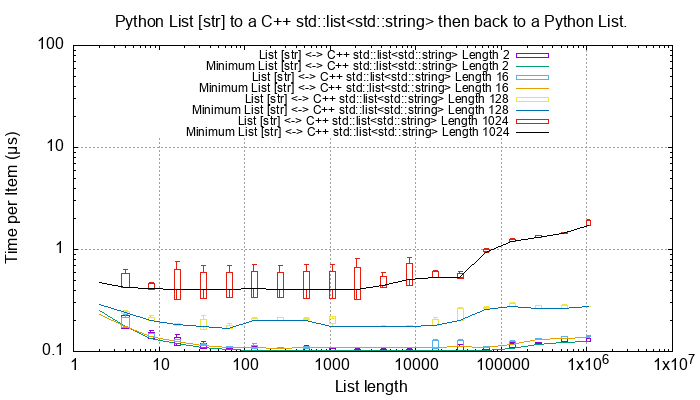 Python List [str] to a C++ std::list<std::string> then back to a Python List.
100
List [str] <-> C++ std::list<std::string> Length 2
Minimum List [str] <-> C++ std::list<std::string> Length 2
List [str] <-> C++ std::list<std::string> Length 16
Minimum List [str] <-> C++ std::list<std::string> Length 16
List [str] <-> C++ std::list<std::string> Length 128
Minimum List [str] <-> C++ std::list<std::string> Length 128
List [str] <-> C++ std::list<std::string> Length 1024
Minimum List [str] <-> C++ std::list<std::string> Length 1024
10
Time per Item (µs)
1
0.1
1 10 100 1000 10000 100000 1x10⁶ 1x10⁷
List length